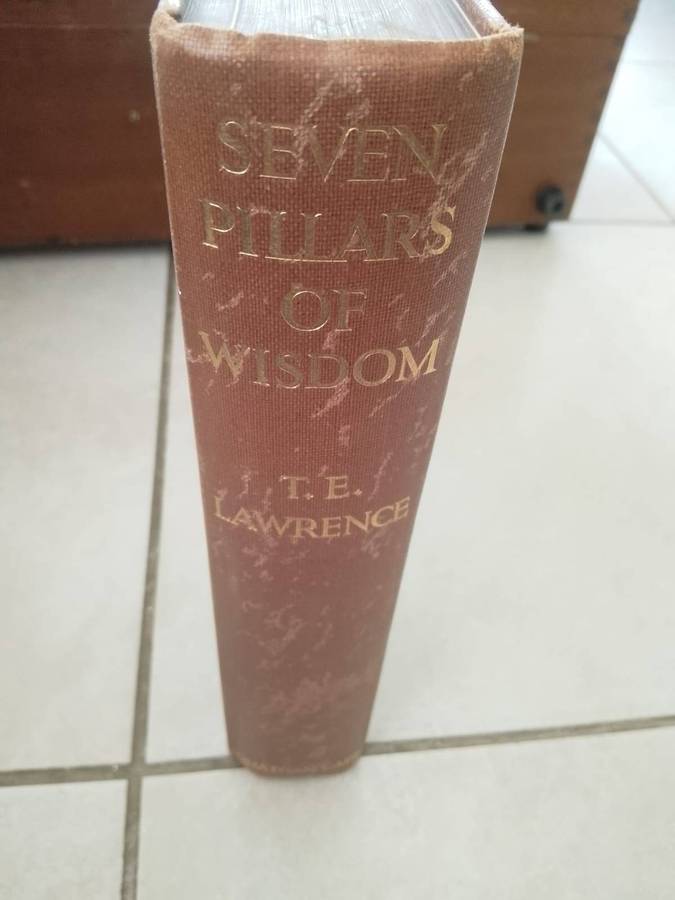 SEVEN
PILLARS
OF
WISDOM
T. E.
LAWRENCE